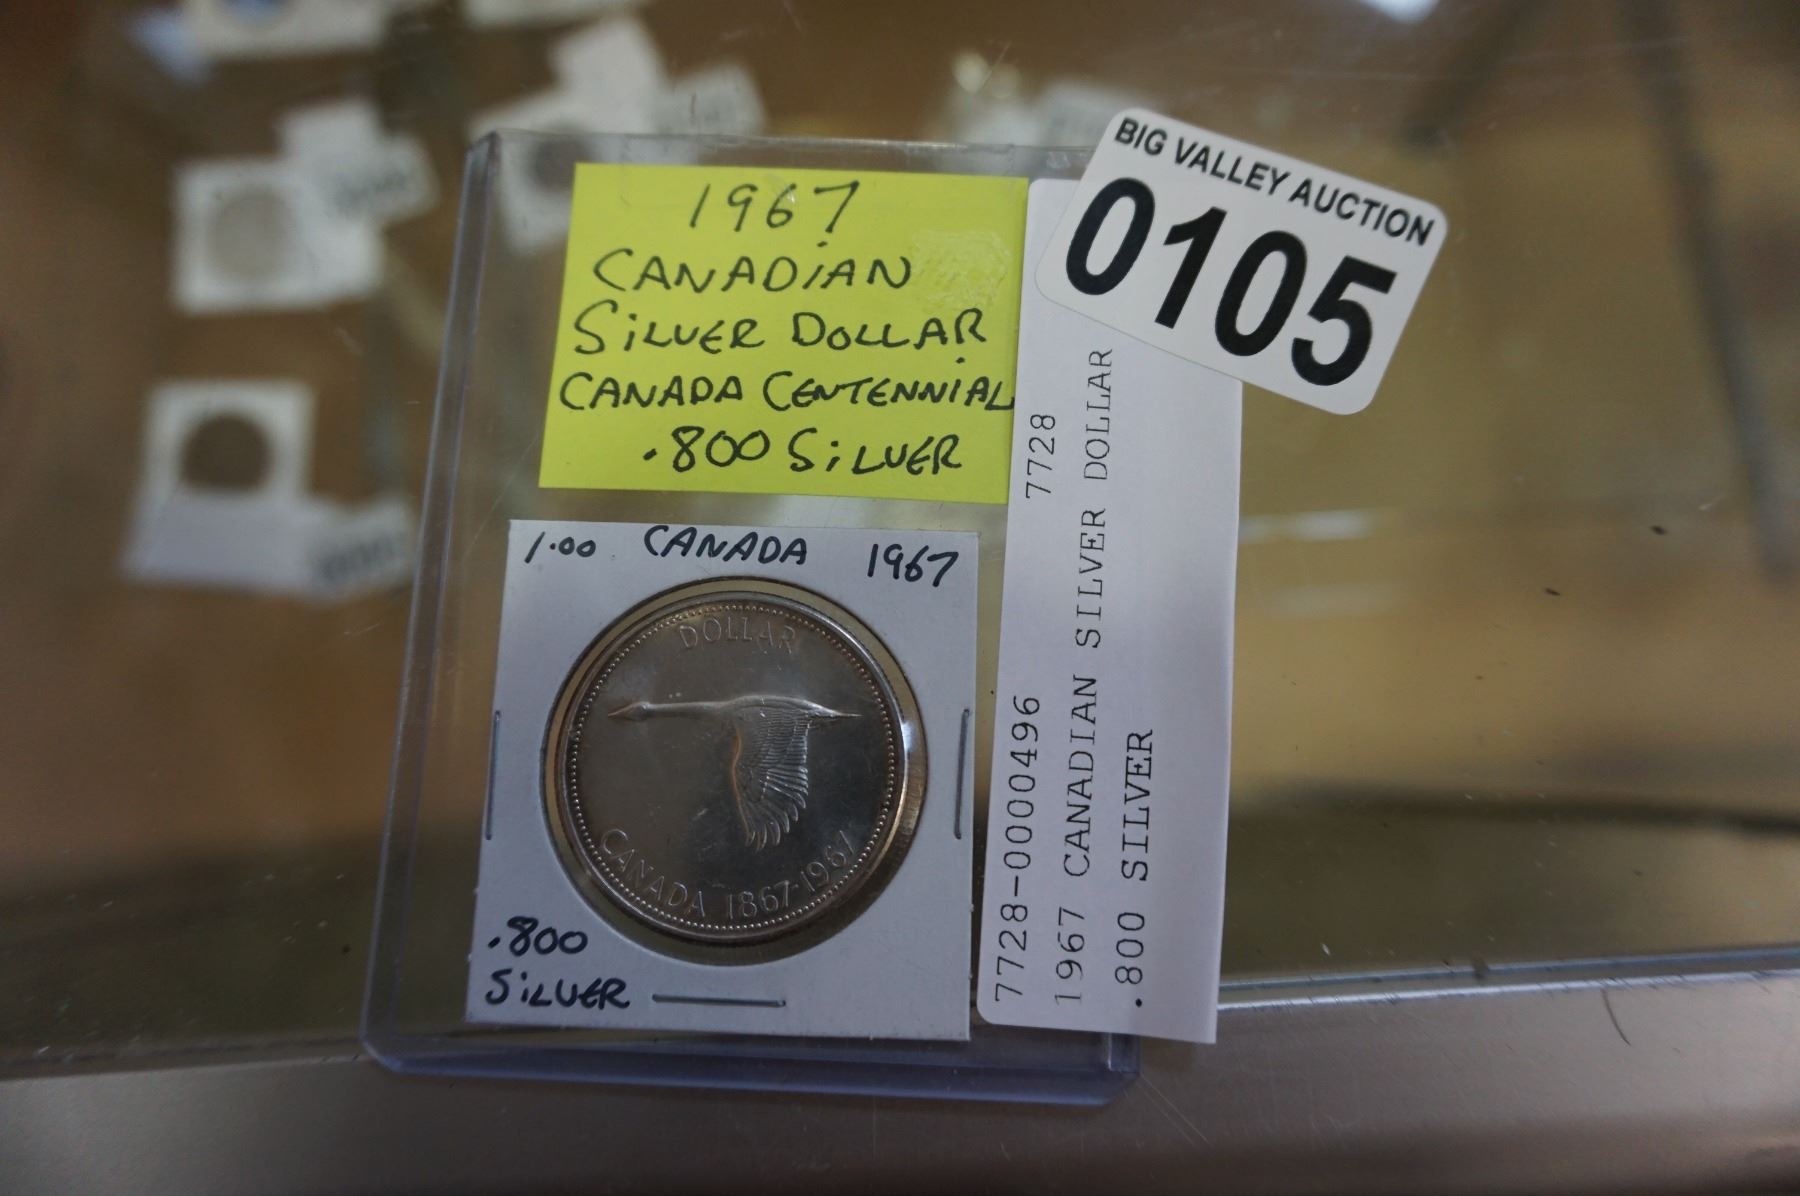 1967
CANADIAN
SILVER DOLLAR
CANADA CENTENNIAL
.800 SILVER
BIG VALLEY AUCTION
0105
7728-0000496 7728
1967 CANADIAN SILVER DOLLAR
.800 SILVER
1.00 CANADA 1967
DOLLAR
CANADA 1867-1967
.800
SILVER